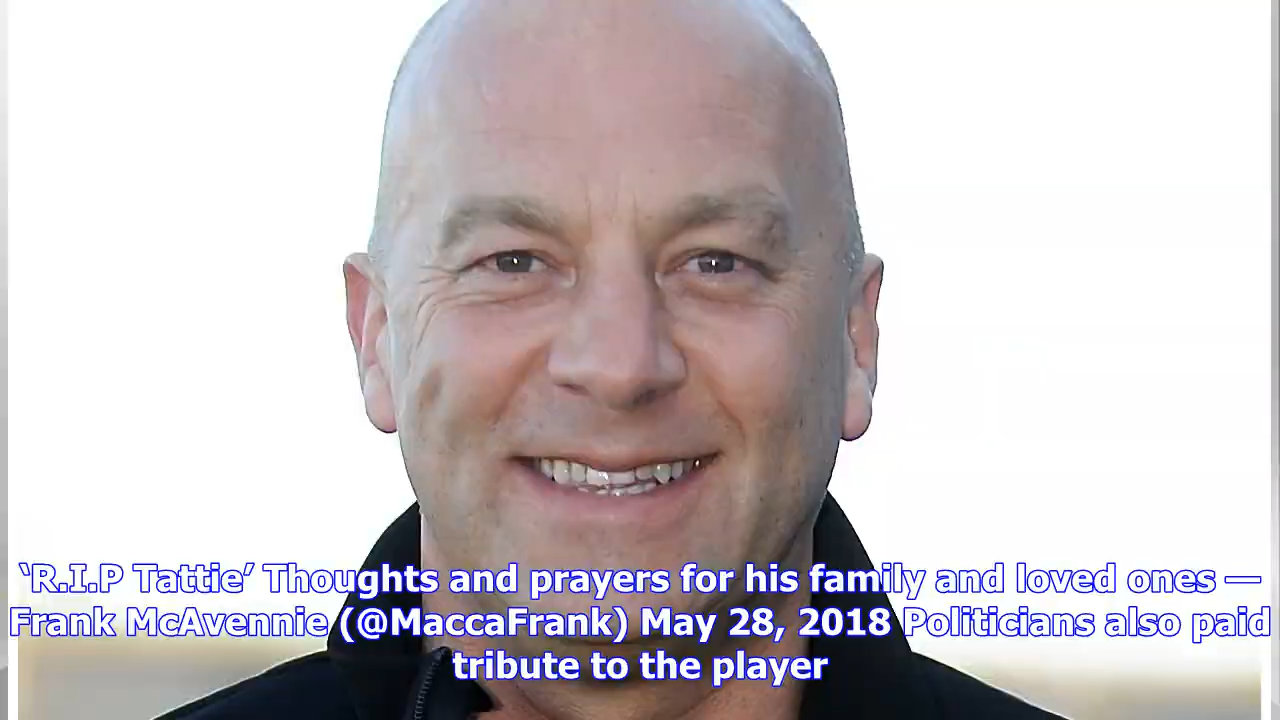 ‘R.I.P Tattie’ Thoughts and prayers for his family and loved ones —
Frank McAvennie (@MaccaFrank) May 28, 2018 Politicians also paid
tribute to the player